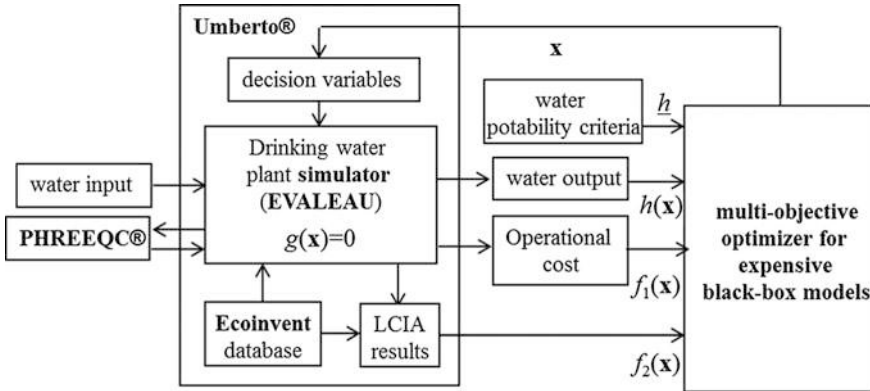 Umberto®
x
decision variables
water
potability criteria
h
Drinking water
plant simulator
(EVALEAU)
g(x)=0
water input
water output
h(x)
PHREEQC®
Operational
cost
f₁(x)
multi-objective
optimizer for
expensive
black-box models
Ecoinvent
database
LCIA
results
f₂(x)